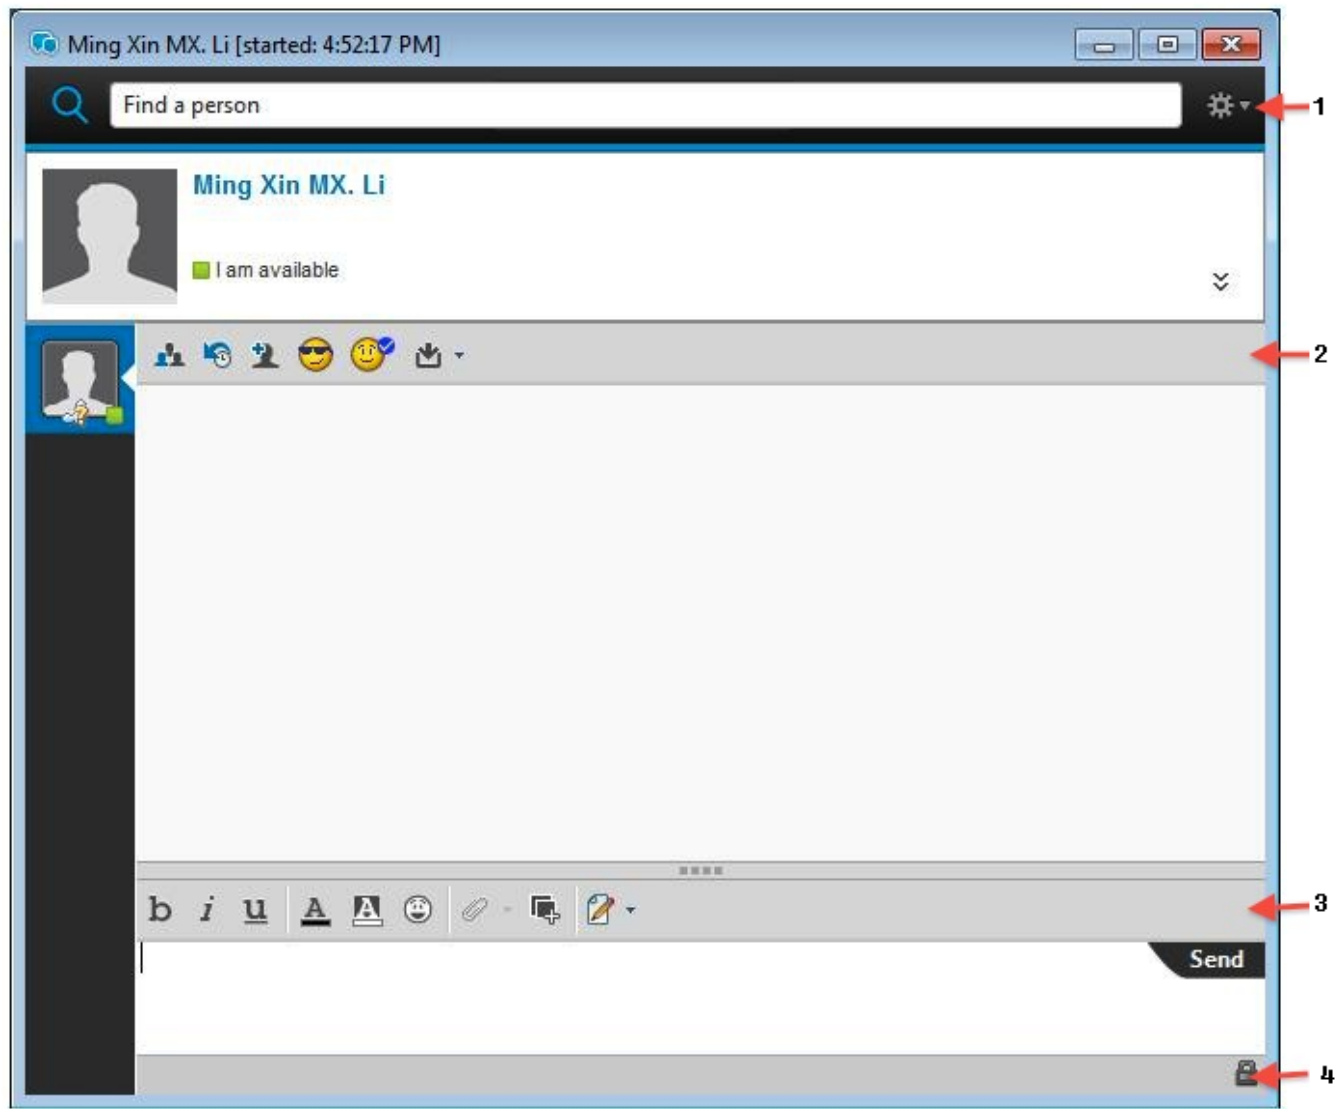 Ming Xin MX. Li [started: 4:52:17 PM]
Find a person
1
Ming Xin MX. Li
I am available
2
b i u A A
3
Send
4